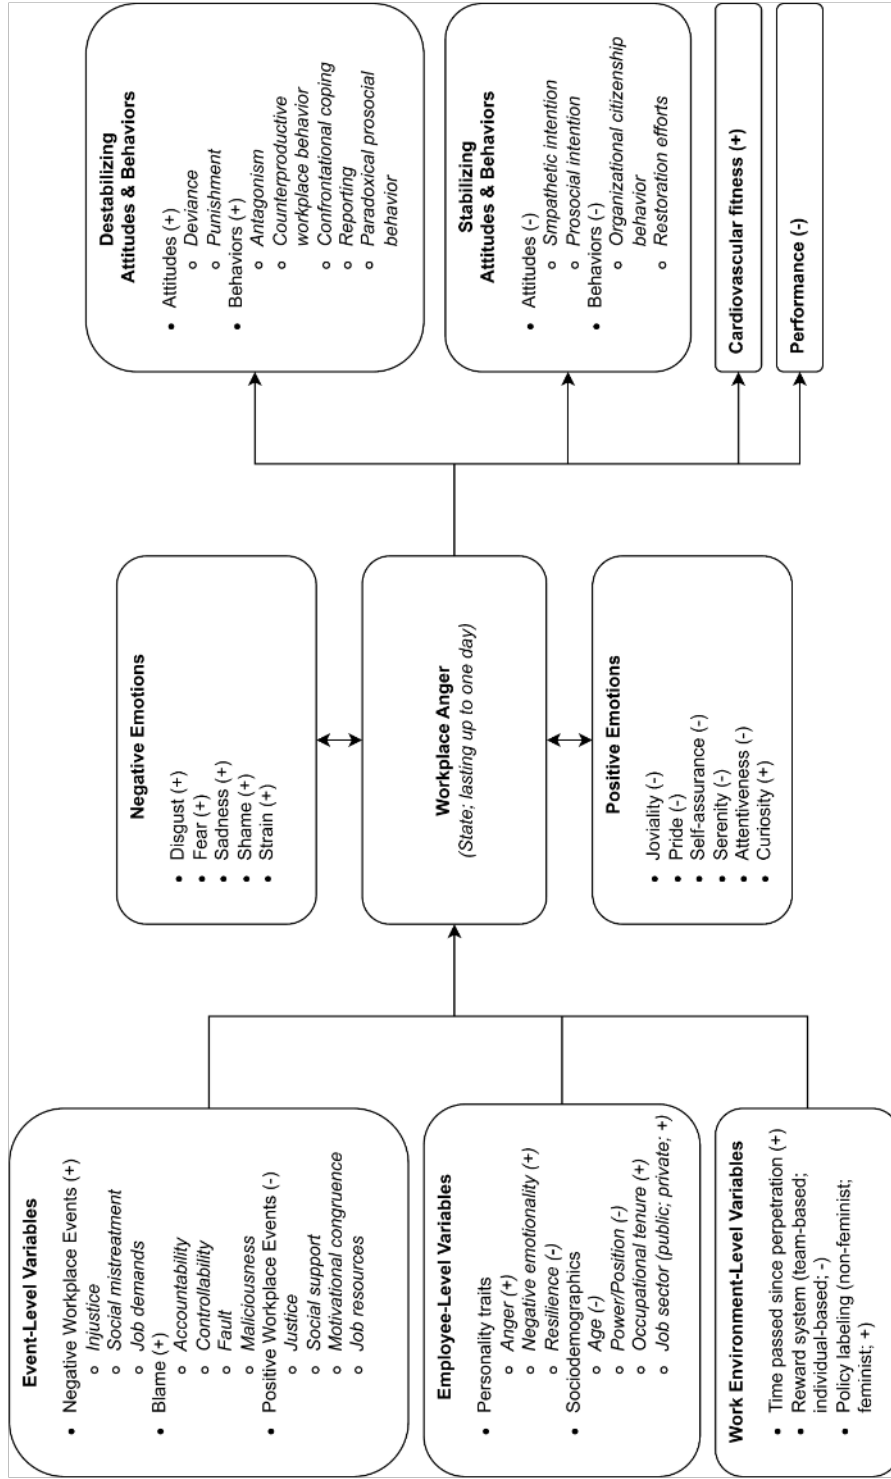 Event-Level Variables
• Negative Workplace Events (+)
○ Injustice
○ Social mistreatment
○ Job demands
• Blame (+)
○ Accountability
○ Controllability
○ Fault
○ Maliciousness
• Positive Workplace Events (-)
○ Justice
○ Social support
○ Motivational congruence
○ Job resources
Employee-Level Variables
• Personality traits
○ Anger (+)
○ Negative emotionality (+)
○ Resilience (-)
• Sociodemographics
○ Age (-)
○ Power/Position (-)
○ Occupational tenure (+)
○ Job sector (public; private; +)
Work Environment-Level Variables
• Time passed since perpetration (+)
• Reward system (team-based;
individual-based; -)
• Policy labeling (non-feminist;
feminist; +)
Negative Emotions
• Disgust (+)
• Fear (+)
• Sadness (+)
• Shame (+)
• Strain (+)
Workplace Anger
(State; lasting up to one day)
Positive Emotions
• Joviality (-)
• Pride (-)
• Self-assurance (-)
• Serenity (-)
• Attentiveness (-)
• Curiosity (+)
Destabilizing
Attitudes & Behaviors
• Attitudes (+)
○ Deviance
○ Punishment
• Behaviors (+)
○ Antagonism
○ Counterproductive
workplace behavior
○ Confrontational coping
○ Reporting
○ Paradoxical prosocial
behavior
Stabilizing
Attitudes & Behaviors
• Attitudes (-)
○ Smpathetic intention
○ Prosocial intention
• Behaviors (-)
○ Organizational citizenship
behavior
○ Restoration efforts
Cardiovascular fitness (+)
Performance (-)